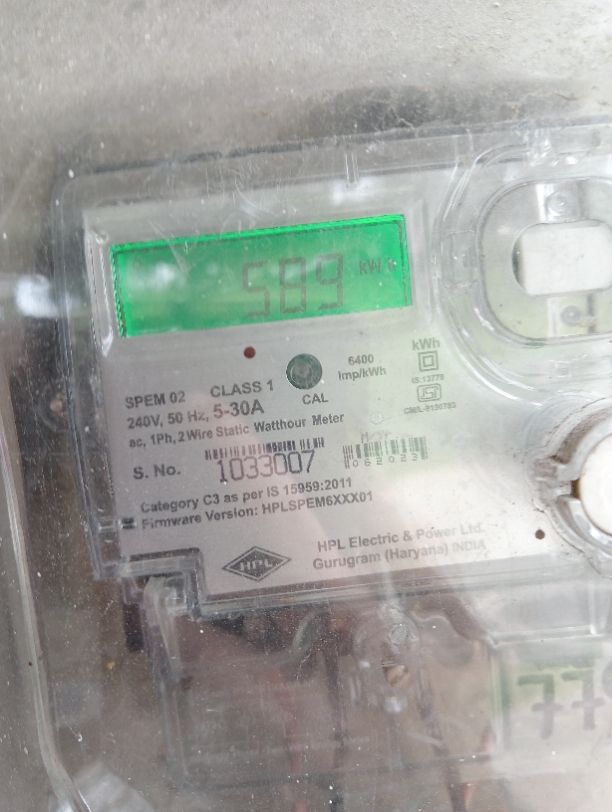 589 kWh
6400
Imp/kWh
kWh
IS:13779
SPEM 02 CLASS 1
CAL
240V, 50 Hz, 5-30A
ac, 1Ph, 2 Wire Static Watthour Meter
S. No. 1033007
Category C3 as per IS 15959:2011
Firmware Version: HPLSPEM6XXX01
HPL
HPL Electric & Power Ltd.
Gurugram (Haryana) INDIA
77